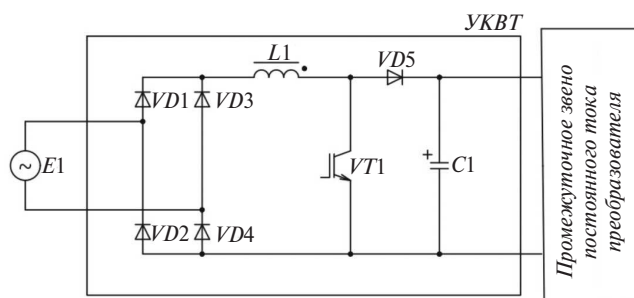 УКВТ
L1
VD5
VD1
VD3
E1
VT1
+
C1
VD2
VD4
Промежуточное звено
постоянного тока
преобразователя